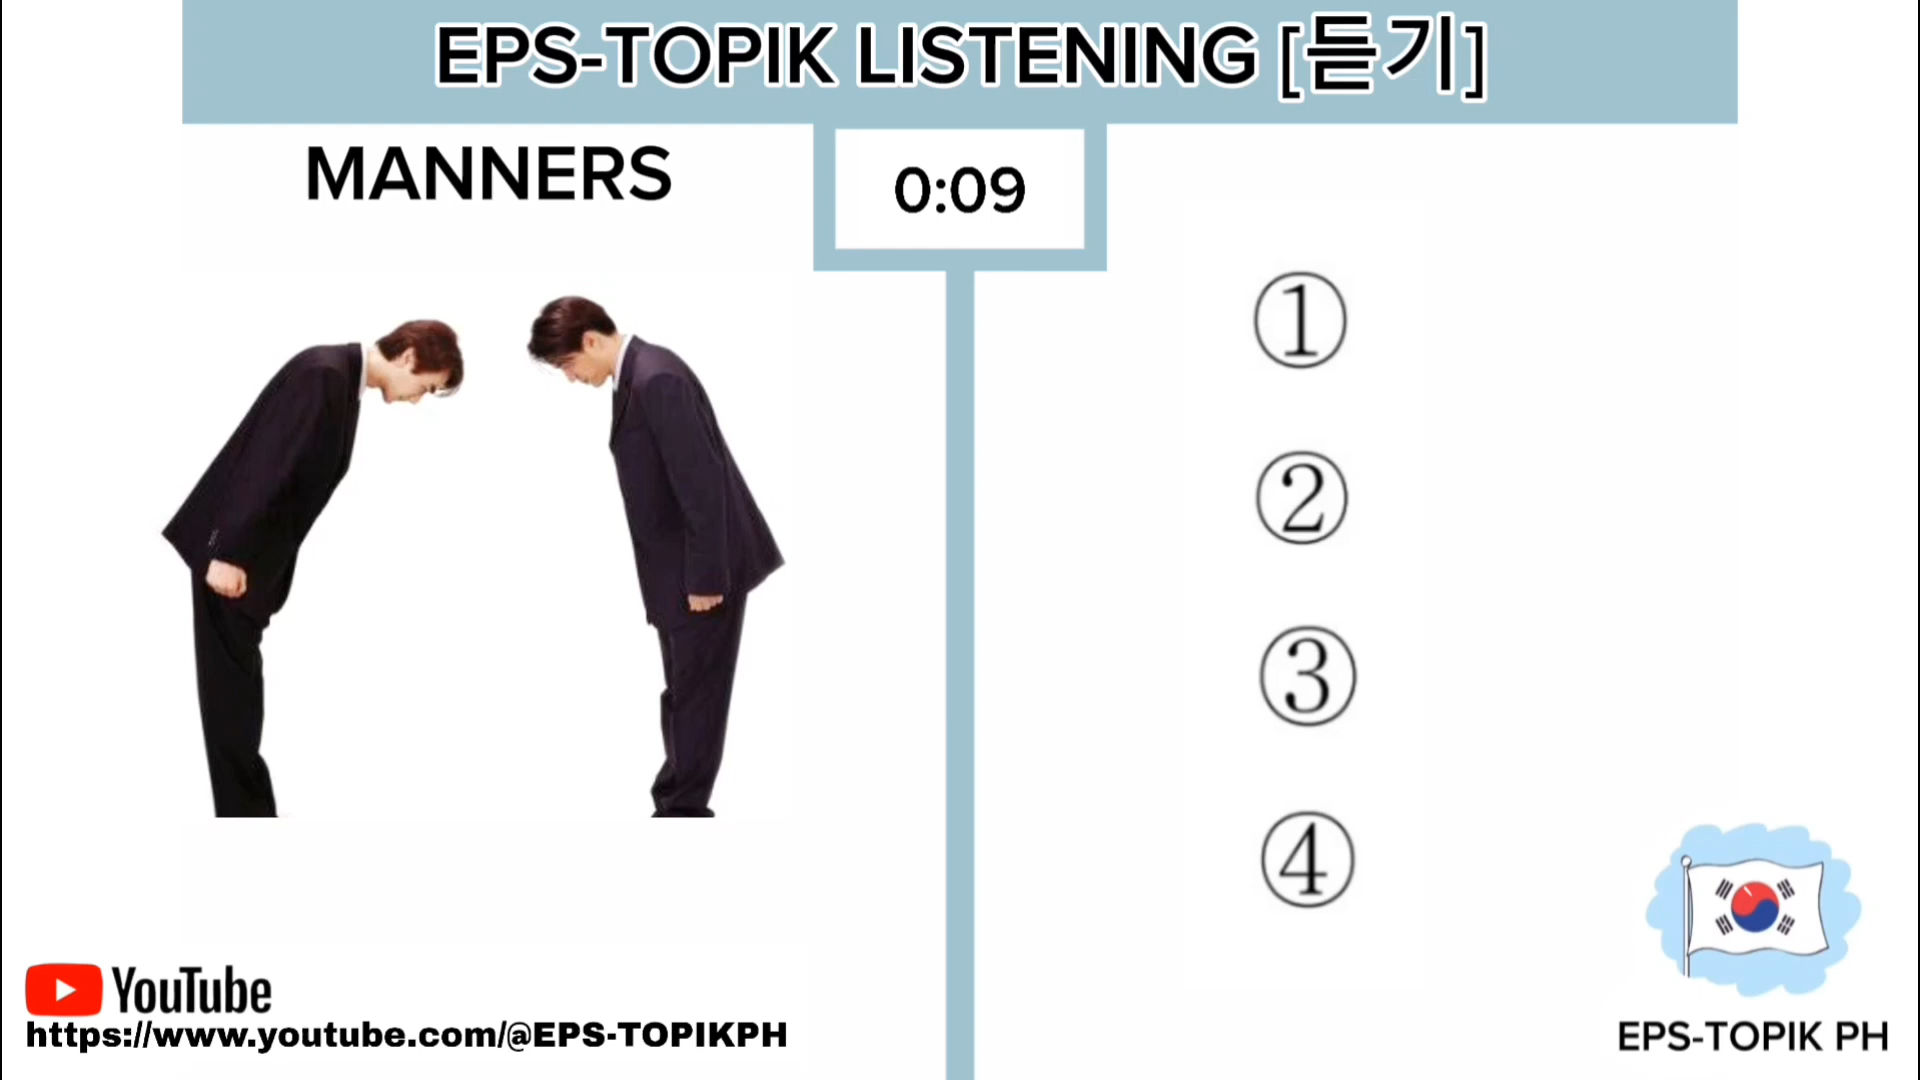 EPS-TOPIK LISTENING [듣기]
MANNERS
0:09
①
②
③
④
YouTube
https://www.youtube.com/@EPS-TOPIKPH
EPS-TOPIK PH